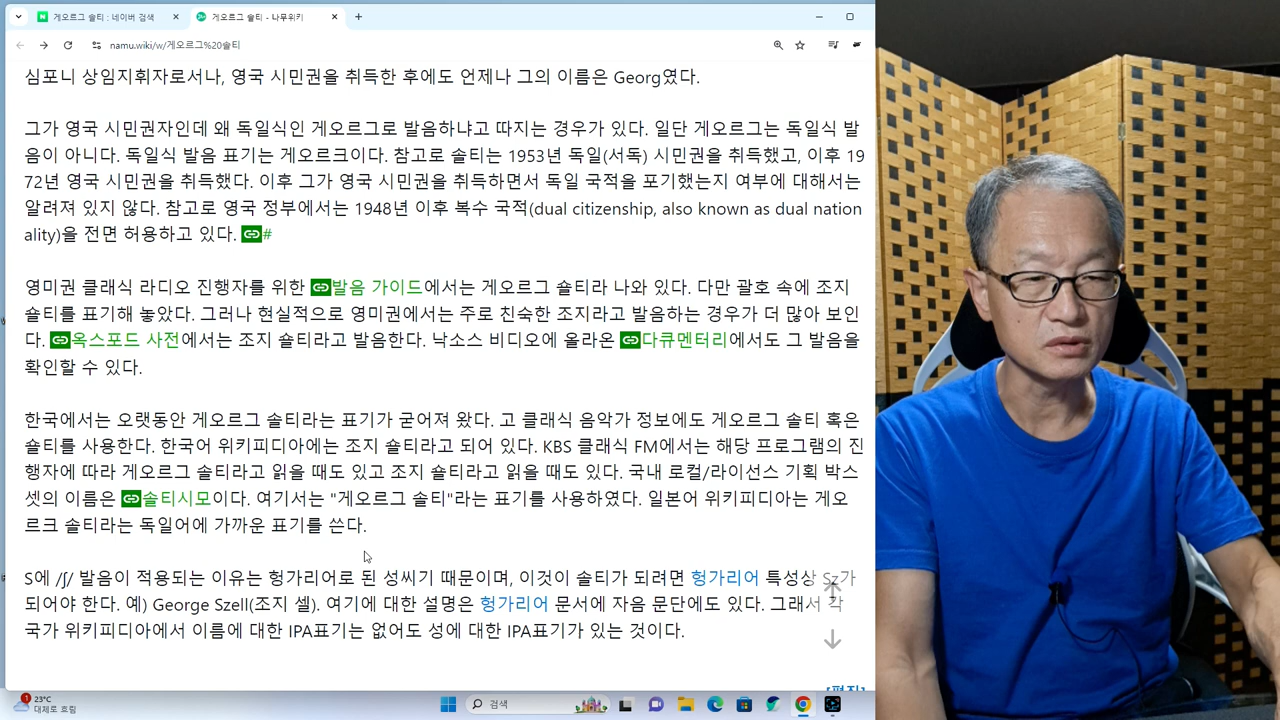 게오르그 솔티 : 네이버 검색
게오르그 솔티 - 나무위키
namu.wiki/w/게오르그%20솔티
심포니 상임지휘자로서나, 영국 시민권을 취득한 후에도 언제나 그의 이름은 Georg였다.
그가 영국 시민권자인데 왜 독일식인 게오르그로 발음하냐고 따지는 경우가 있다. 일단 게오르그는 독일식 발
음이 아니다. 독일식 발음 표기는 게오르크이다. 참고로 솔티는 1953년 독일(서독) 시민권을 취득했고, 이후 19
72년 영국 시민권을 취득했다. 이후 그가 영국 시민권을 취득하면서 독일 국적을 포기했는지 여부에 대해서는
알려져 있지 않다. 참고로 영국 정부에서는 1948년 이후 복수 국적(dual citizenship, also known as dual nation
ality)을 전면 허용하고 있다. #
영미권 클래식 라디오 진행자를 위한 발음 가이드에서는 게오르그 숄티라 나와 있다. 다만 괄호 속에 조지
숄티를 표기해 놓았다. 그러나 현실적으로 영미권에서는 주로 친숙한 조지라고 발음하는 경우가 더 많아 보인
다. 옥스포드 사전에서는 조지 숄티라고 발음한다. 낙소스 비디오에 올라온 다큐멘터리에서도 그 발음을
확인할 수 있다.
한국에서는 오랫동안 게오르그 솔티라는 표기가 굳어져 왔다. 고 클래식 음악가 정보에도 게오르그 솔티 혹은
숄티를 사용한다. 한국어 위키피디아에는 조지 숄티라고 되어 있다. KBS 클래식 FM에서는 해당 프로그램의 진
행자에 따라 게오르그 솔티라고 읽을 때도 있고 조지 숄티라고 읽을 때도 있다. 국내 로컬/라이선스 기획 박스
셋의 이름은 솔티시모이다. 여기서는 "게오르그 솔티"라는 표기를 사용하였다. 일본어 위키피디아는 게오
르크 숄티라는 독일어에 가까운 표기를 쓴다.
S에 /ʃ/ 발음이 적용되는 이유는 헝가리어로 된 성씨기 때문이며, 이것이 솔티가 되려면 헝가리어 특성상 Sz가
되어야 한다. 예) George Szell(조지 셀). 여기에 대한 설명은 헝가리어 문서에 자음 문단에도 있다. 그래서 각
국가 위키피디아에서 이름에 대한 IPA표기는 없어도 성에 대한 IPA표기가 있는 것이다.
[편집]
1
23°C
대체로 흐림
검색